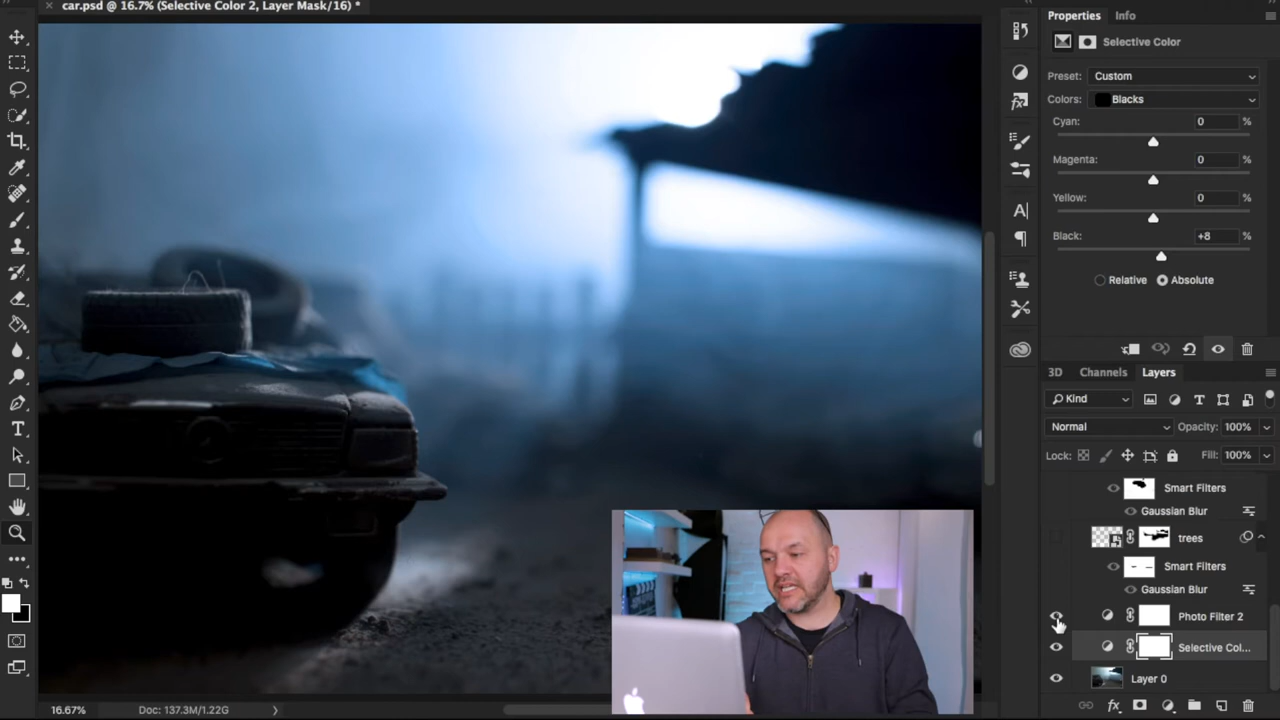 car.psd @ 16.7% (Selective Color 2, Layer Mask/16) *
Properties
Info
Selective Color
Preset:
Custom
Colors:
Blacks
Cyan:
0
%
Magenta:
0
%
Yellow:
0
%
Black:
+8
%
Relative
Absolute
3D
Channels
Layers
Kind
Normal
Opacity:
100%
Lock:
Fill:
100%
Smart Filters
Gaussian Blur
trees
Smart Filters
Gaussian Blur
Photo Filter 2
Selective Col...
Layer 0
16.67%
Doc: 137.3M/1.22G